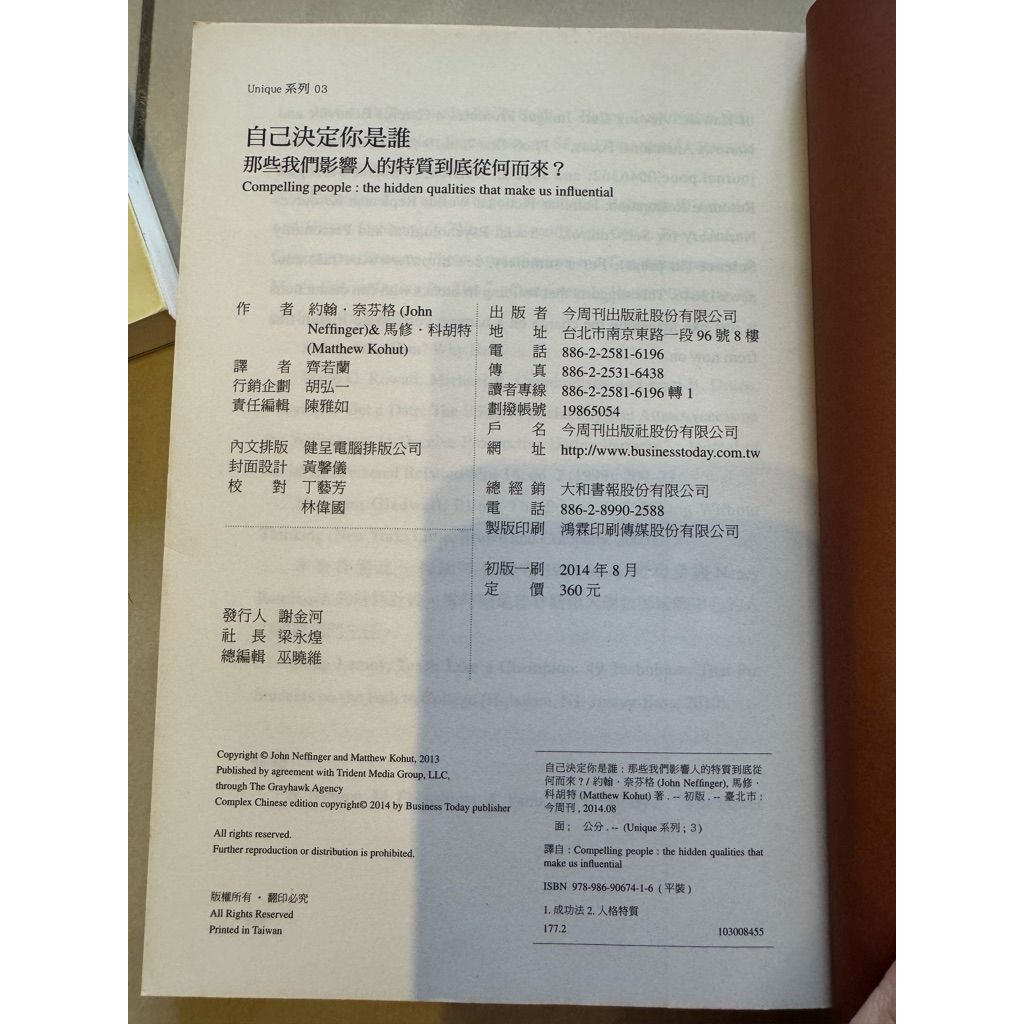 Unique 系列 03
自己決定你是誰
那些我們影響人的特質到底從何而來？
Compelling people : the hidden qualities that make us influential
作　　者　約翰・奈芬格 (John
Neffinger)& 馬修・科胡特
(Matthew Kohut)
譯　　者　齊若蘭
行銷企劃　胡弘一
責任編輯　陳雅如
內文排版　健呈電腦排版公司
封面設計　黃馨儀
校　　對　丁藝芳
林偉國
發行人　謝金河
社　長　梁永煌
總編輯　巫曉維
出 版 者　今周刊出版社股份有限公司
地　　址　台北市南京東路一段 96 號 8 樓
電　　話　886-2-2581-6196
傳　　真　886-2-2531-6438
讀者專線　886-2-2581-6196 轉 1
劃撥帳號　19865054
戶　　名　今周刊出版社股份有限公司
網　　址　http://www.businesstoday.com.tw
總 經 銷　大和書報股份有限公司
電　　話　886-2-8990-2588
製版印刷　鴻霖印刷傳媒股份有限公司
初版一刷　2014 年 8 月
定　　價　360 元
Copyright © John Neffinger and Matthew Kohut, 2013
Published by agreement with Trident Media Group, LLC,
through The Grayhawk Agency
Complex Chinese edition copyright© 2014 by Business Today publisher
All rights reserved.
Further reproduction or distribution is prohibited.
版權所有・翻印必究
All Rights Reserved
Printed in Taiwan
自己決定你是誰 : 那些我們影響人的特質到底從
何而來 ? / 約翰・奈芬格 (John Neffinger), 馬修・
科胡特 (Matthew Kohut) 著 . -- 初版 . -- 臺北市 :
今周刊 , 2014.08
面 ;　公分 . -- (Unique 系列 ; 3 )
譯自 : Compelling people : the hidden qualities that
make us influential
ISBN 978-986-90674-1-6 ( 平裝 )
1. 成功法 2. 人格特質
177.2　103008455